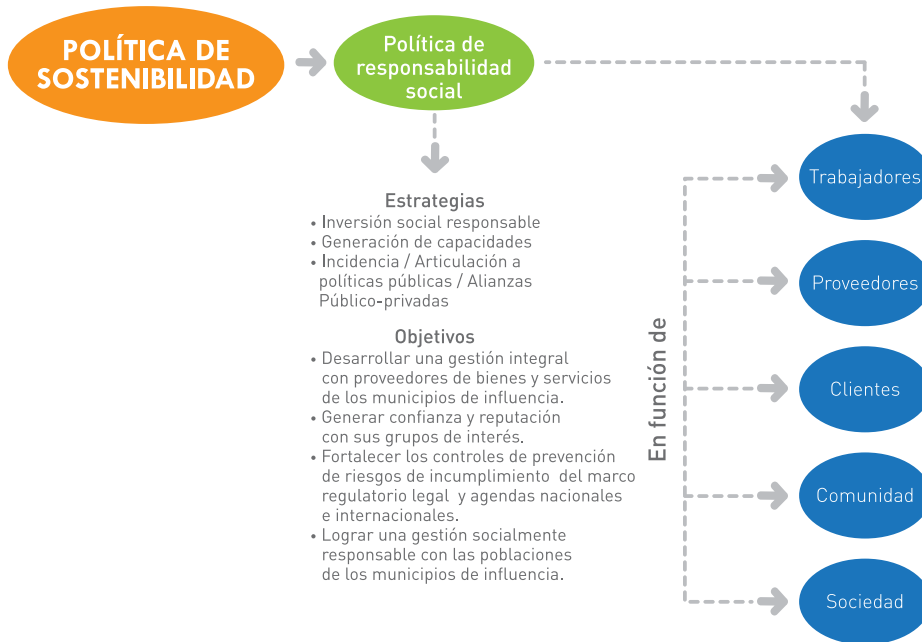 POLÍTICA DE
SOSTENIBILIDAD
Política de
responsabilidad
social
Estrategias
• Inversión social responsable
• Generación de capacidades
• Incidencia / Articulación a
políticas públicas / Alianzas
Público-privadas
Objetivos
• Desarrollar una gestión integral
con proveedores de bienes y servicios
de los municipios de influencia.
• Generar confianza y reputación
con sus grupos de interés.
• Fortalecer los controles de prevención
de riesgos de incumplimiento del marco
regulatorio legal y agendas nacionales
e internacionales.
• Lograr una gestión socialmente
responsable con las poblaciones
de los municipios de influencia.
En función de
Trabajadores
Proveedores
Clientes
Comunidad
Sociedad